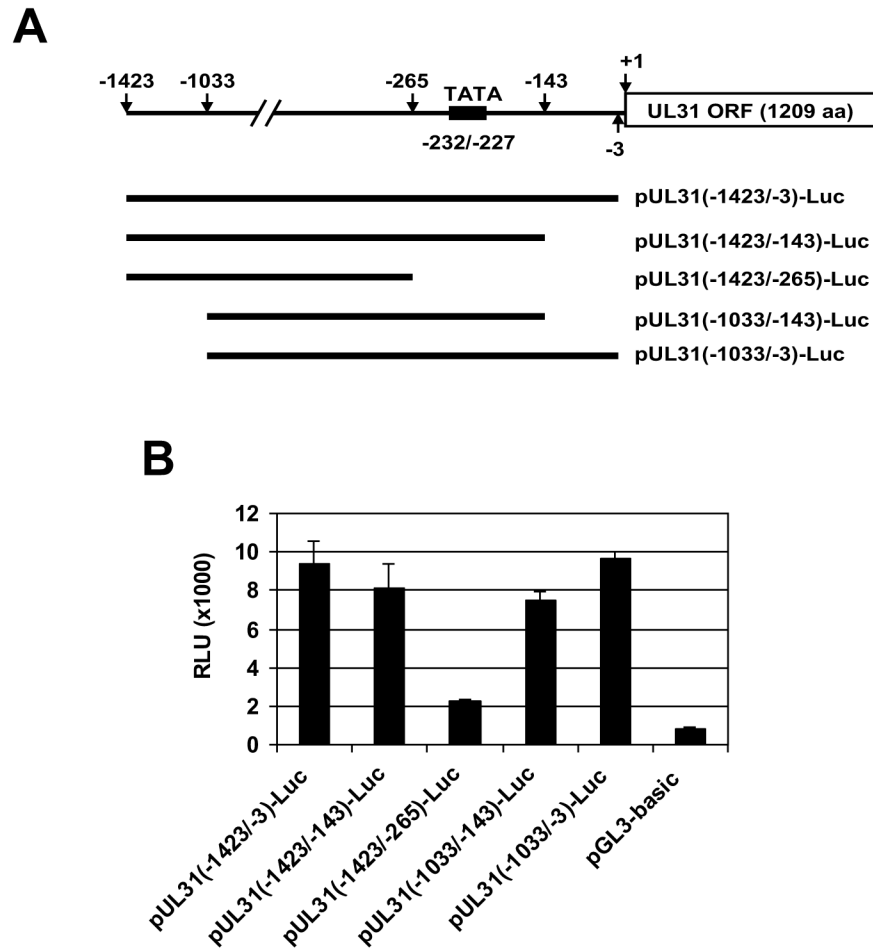 A
-1423 -1033 -265 TATA -143 +1
UL31 ORF (1209 aa)
-232/-227 -3
pUL31(-1423/-3)-Luc
pUL31(-1423/-143)-Luc
pUL31(-1423/-265)-Luc
pUL31(-1033/-143)-Luc
pUL31(-1033/-3)-Luc
B
RLU (x1000)
12
10
8
6
4
2
0
pUL31(-1423/-3)-Luc
pUL31(-1423/-143)-Luc
pUL31(-1423/-265)-Luc
pUL31(-1033/-143)-Luc
pUL31(-1033/-3)-Luc
pGL3-basic